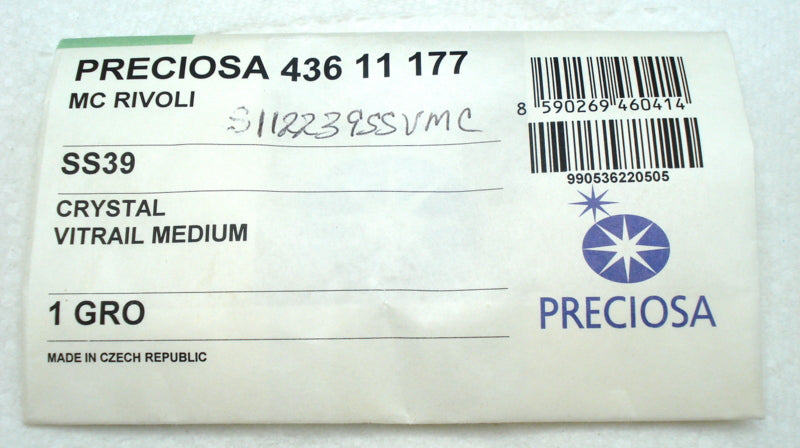 PRECIOSA 436 11 177
MC RIVOLI
S112239SSVMC
SS39
CRYSTAL
VITRAIL MEDIUM
1 GRO
MADE IN CZECH REPUBLIC
8 590269 460414
990536220505
PRECIOSA